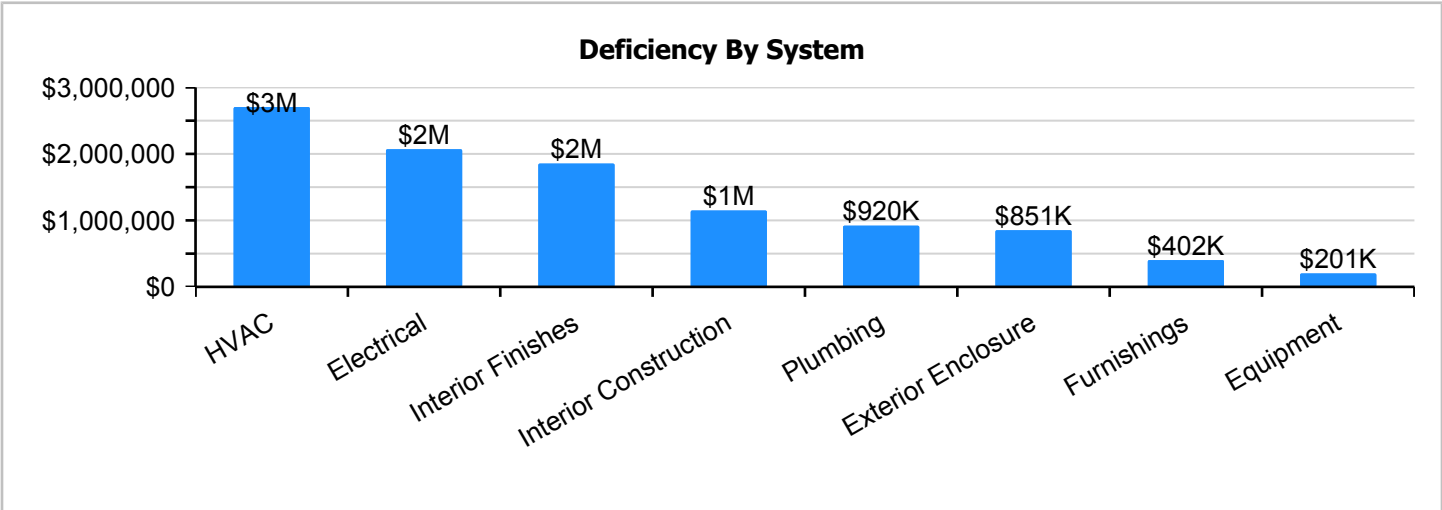 Deficiency By System
$3,000,000
$2,000,000
$1,000,000
$0
$3M
$2M
$2M
$1M
$920K
$851K
$402K
$201K
HVAC
Electrical
Interior Finishes
Interior Construction
Plumbing
Exterior Enclosure
Furnishings
Equipment